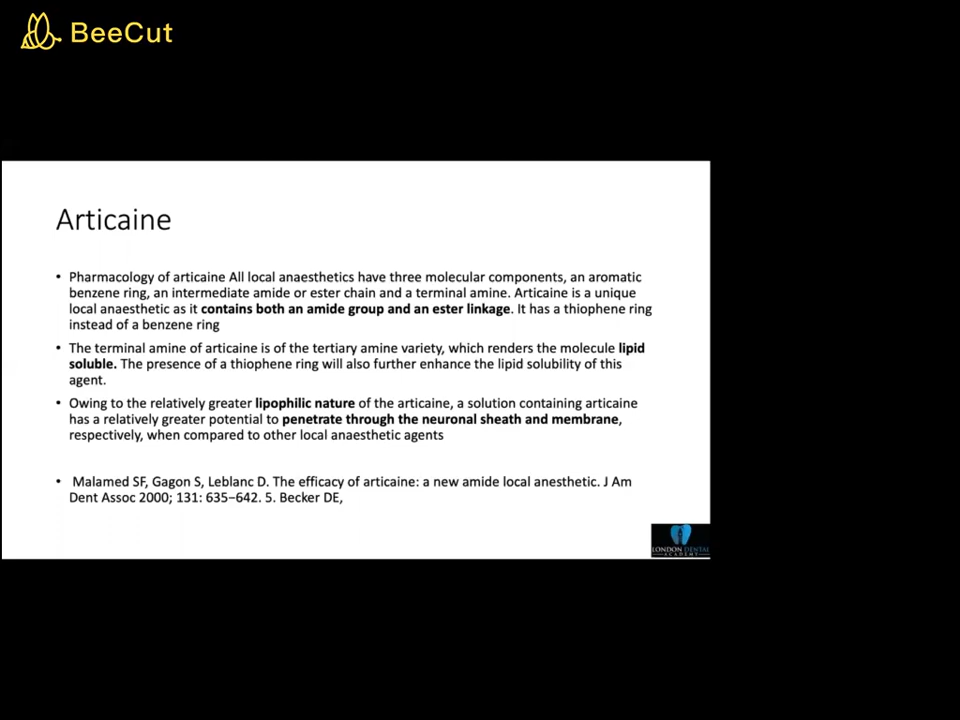 BeeCut
Articaine
• Pharmacology of articaine All local anaesthetics have three molecular components, an aromatic
benzene ring, an intermediate amide or ester chain and a terminal amine. Articaine is a unique
local anaesthetic as it contains both an amide group and an ester linkage. It has a thiophene ring
instead of a benzene ring
• The terminal amine of articaine is of the tertiary amine variety, which renders the molecule lipid
soluble. The presence of a thiophene ring will also further enhance the lipid solubility of this
agent.
• Owing to the relatively greater lipophilic nature of the articaine, a solution containing articaine
has a relatively greater potential to penetrate through the neuronal sheath and membrane,
respectively, when compared to other local anaesthetic agents
• Malamed SF, Gagon S, Leblanc D. The efficacy of articaine: a new amide local anesthetic. J Am
Dent Assoc 2000; 131: 635–642. 5. Becker DE,
LONDON DENTAL
ACADEMY